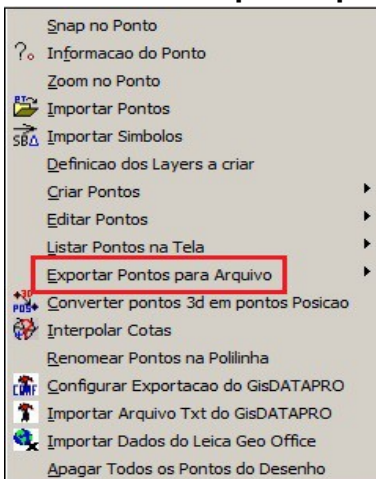 Snap no Ponto
Informacao do Ponto
Zoom no Ponto
Importar Pontos
Importar Simbolos
Definicao dos Layers a criar
Criar Pontos
Editar Pontos
Listar Pontos na Tela
Exportar Pontos para Arquivo
Converter pontos 3d em pontos Posicao
Interpolar Cotas
Renomear Pontos na Polilinha
Configurar Exportacao do GisDATAPRO
Importar Arquivo Txt do GisDATAPRO
Importar Dados do Leica Geo Office
Apagar Todos os Pontos do Desenho